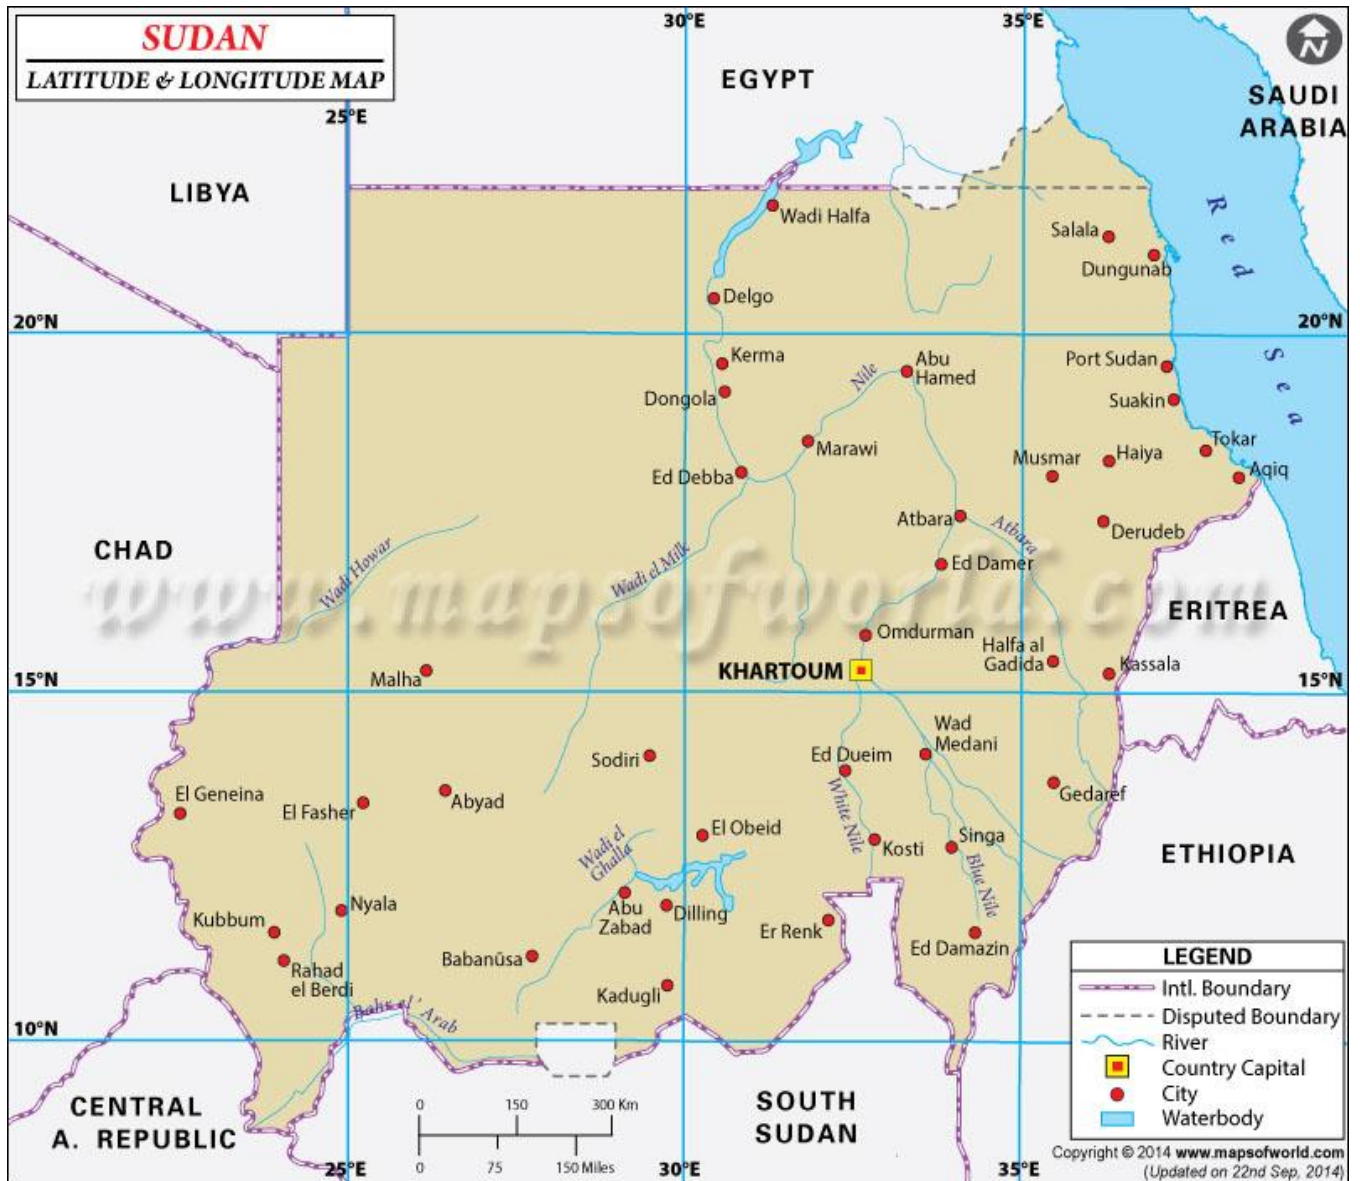 SUDAN
LATITUDE & LONGITUDE MAP
30°E
35°E
25°E
EGYPT
SAUDI
ARABIA
N
LIBYA
Red
Wadi Halfa
Salala
Dungunab
Delgo
20°N
20°N
Sea
Kerma
Dongola
Nile
Abu
Hamed
Port Sudan
Suakin
Marawi
Ed Debba
Tokar
Haiya
Musmar
Aqiq
Atbara
Atbara
Derudeb
CHAD
Wadi Howar
Wadi el Milk
Ed Damer
www.mapsofworld.com
ERITREA
Omdurman
Halfa al
Gadida
Kassala
KHARTOUM
Malha
15°N
Wad
Medani
Sodiri
Ed Dueim
El Geneina
El Fasher
Abyad
White Nile
Gedaref
El Obeid
Wadi el
Ghalla
Kosti
Singa
Blue Nile
ETHIOPIA
Nyala
Kubbum
Abu
Zabad
Dilling
Er Renk
Ed Damazin
Babanūsa
Rahad
el Berdi
Kadugli
Bahr el' Arab
10°N
CENTRAL
A. REPUBLIC
SOUTH
SUDAN
0 150 300 Km
0 75 150 Miles
25°E
30°E
35°E
LEGEND
Intl. Boundary
Disputed Boundary
River
Country Capital
City
Waterbody
Copyright © 2014 www.mapsofworld.com
(Updated on 22nd Sep, 2014)